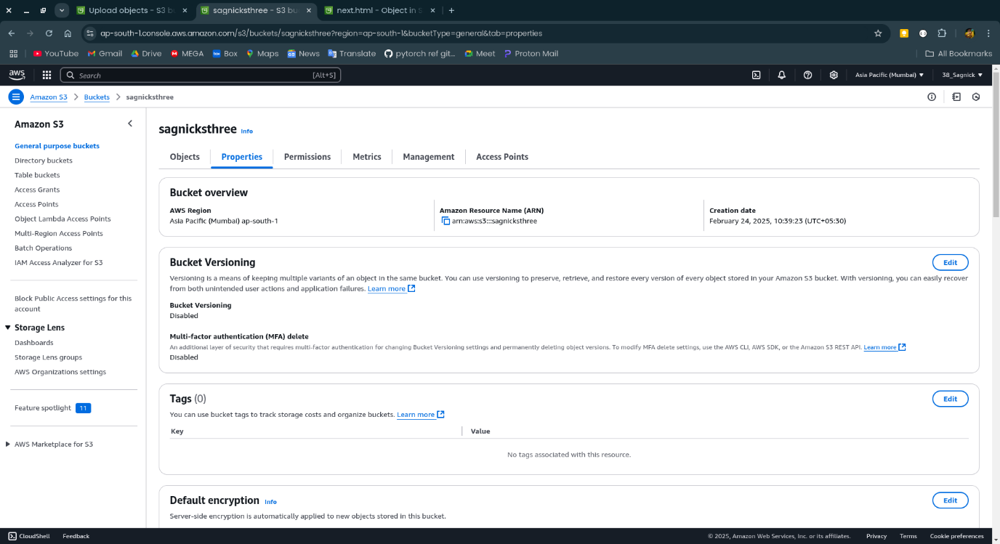 Upload objects - S3 b
sagnicksthree - S3 bu
next.html - Object in S
ap-south-1.console.aws.amazon.com/s3/buckets/sagnicksthree?region=ap-south-1&bucketType=general&tab=properties
YouTube Gmail Drive MEGA Box Maps News Translate pytorch ref git... Meet Proton Mail All Bookmarks
aws Search [Alt+S] Asia Pacific (Mumbai) 38_Sagnick
Amazon S3 Buckets sagnicksthree
Amazon S3
General purpose buckets
Directory buckets
Table buckets
Access Grants
Access Points
Object Lambda Access Points
Multi-Region Access Points
Batch Operations
IAM Access Analyzer for S3
Block Public Access settings for this
account
Storage Lens
Dashboards
Storage Lens groups
AWS Organizations settings
Feature spotlight 11
AWS Marketplace for S3
sagnicksthree Info
Objects Properties Permissions Metrics Management Access Points
Bucket overview
AWS Region
Asia Pacific (Mumbai) ap-south-1
Amazon Resource Name (ARN)
arn:aws:s3:::sagnicksthree
Creation date
February 24, 2025, 10:39:23 (UTC+05:30)
Bucket Versioning Edit
Versioning is a means of keeping multiple variants of an object in the same bucket. You can use versioning to preserve, retrieve, and restore every version of every object stored in your Amazon S3 bucket. With versioning, you can easily recover
from both unintended user actions and application failures. Learn more
Bucket Versioning
Disabled
Multi-factor authentication (MFA) delete
An additional layer of security that requires multi-factor authentication for changing Bucket Versioning settings and permanently deleting object versions. To modify MFA delete settings, use the AWS CLI, AWS SDK, or the Amazon S3 REST API. Learn more
Disabled
Tags (0) Edit
You can use bucket tags to track storage costs and organize buckets. Learn more
Key Value
No tags associated with this resource.
Default encryption Info Edit
Server-side encryption is automatically applied to new objects stored in this bucket.
CloudShell Feedback © 2025, Amazon Web Services, Inc. or its affiliates. Privacy Terms Cookie preferences